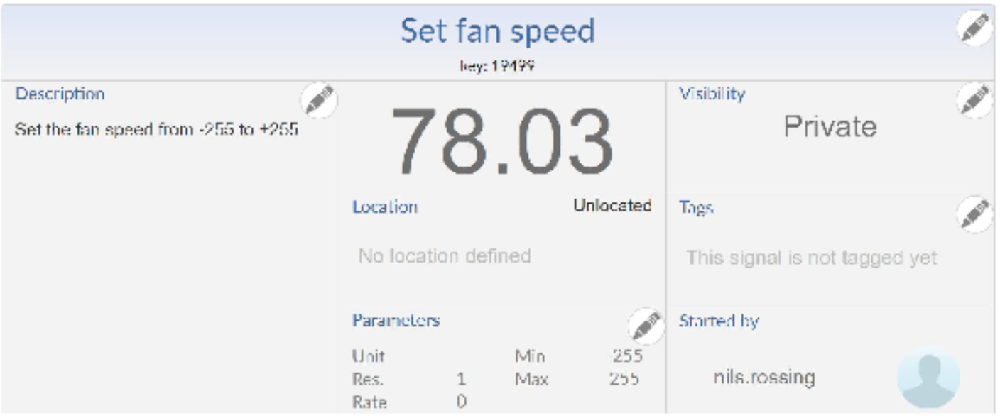 Set fan speed
key: 19499
Description
Set the fan speed from -255 to +255
78.03
Visibility
Private
Location Unlocated
No location defined
Tags
This signal is not tagged yet
Parameters
Unit Min -255
Res. 1 Max 255
Rate 0
Started by
nils.rossing